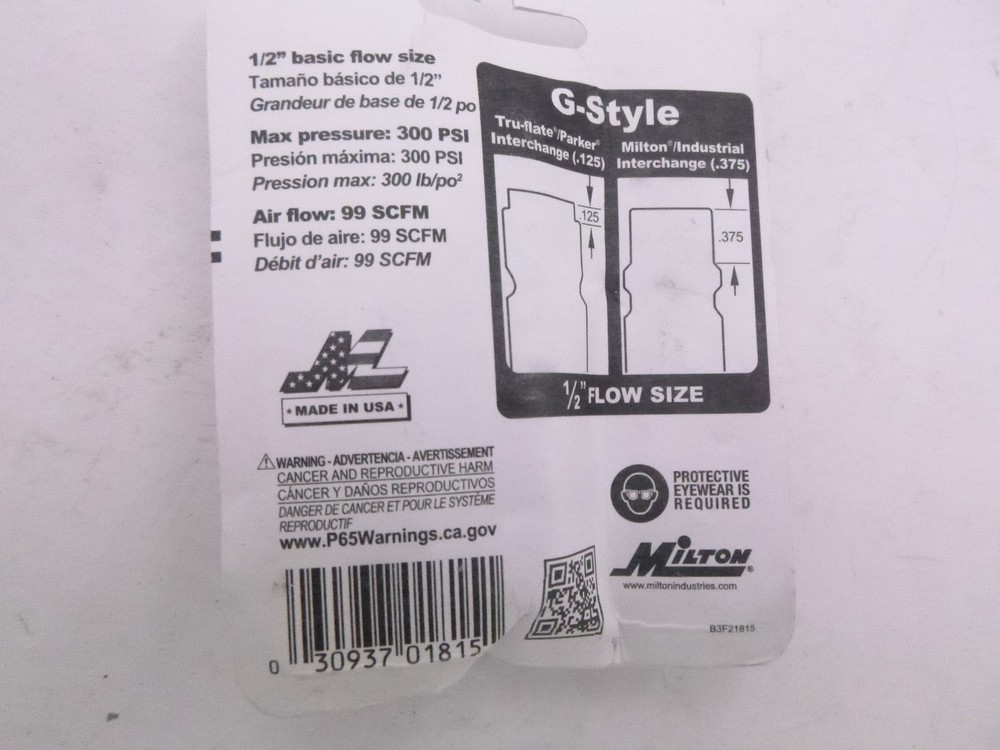 1/2” basic flow size
Tamaño básico de 1/2”
Grandeur de base de 1/2 po
Max pressure: 300 PSI
Presión máxima: 300 PSI
Pression max: 300 lb/po²
Air flow: 99 SCFM
Flujo de aire: 99 SCFM
Débit d’air: 99 SCFM
G-Style
Tru-flate®/Parker®
Interchange (.125)
Milton®/Industrial
Interchange (.375)
.125
.375
1/2” FLOW SIZE
MADE IN USA
WARNING - ADVERTENCIA - AVERTISSEMENT
CANCER AND REPRODUCTIVE HARM
CÁNCER Y DAÑOS REPRODUCTIVOS
DANGER DE CANCER ET POUR LE SYSTÈME
REPRODUCTIF
www.P65Warnings.ca.gov
PROTECTIVE
EYEWEAR IS
REQUIRED
MILTON®
www.miltonindustries.com
B3F21815
0 30937 01815